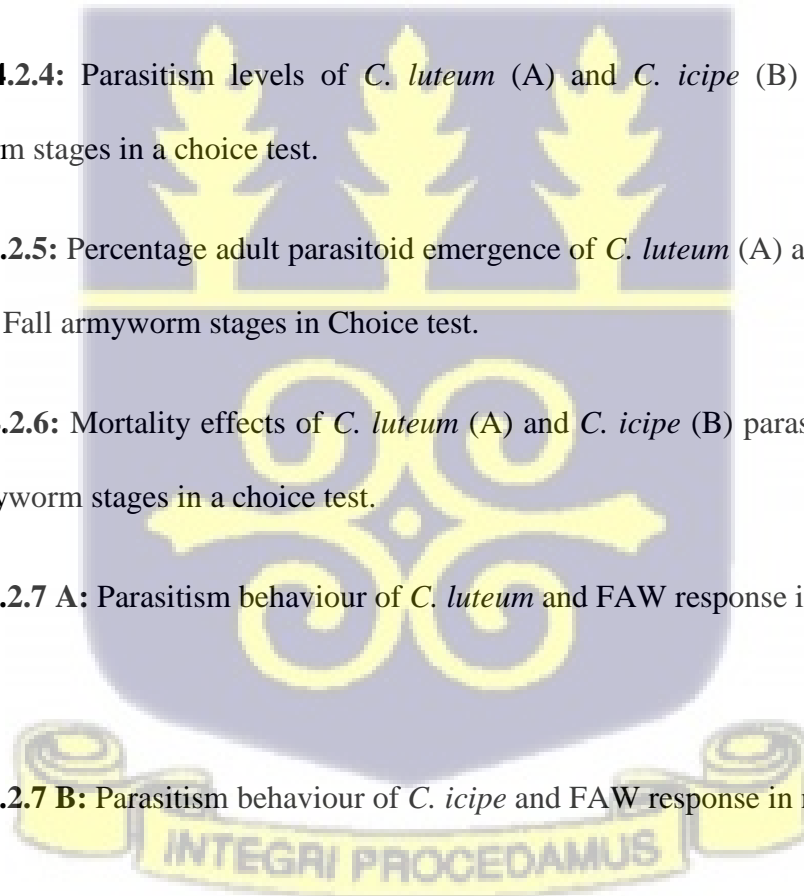 4.2.4: Parasitism levels of C. luteum (A) and C. icipe (B)
m stages in a choice test.
.2.5: Percentage adult parasitoid emergence of C. luteum (A) a
Fall armyworm stages in Choice test.
.2.6: Mortality effects of C. luteum (A) and C. icipe (B) paras
yworm stages in a choice test.
.2.7 A: Parasitism behaviour of C. luteum and FAW response i
.2.7 B: Parasitism behaviour of C. icipe and FAW response in
INTEGRI PROCEDAMUS